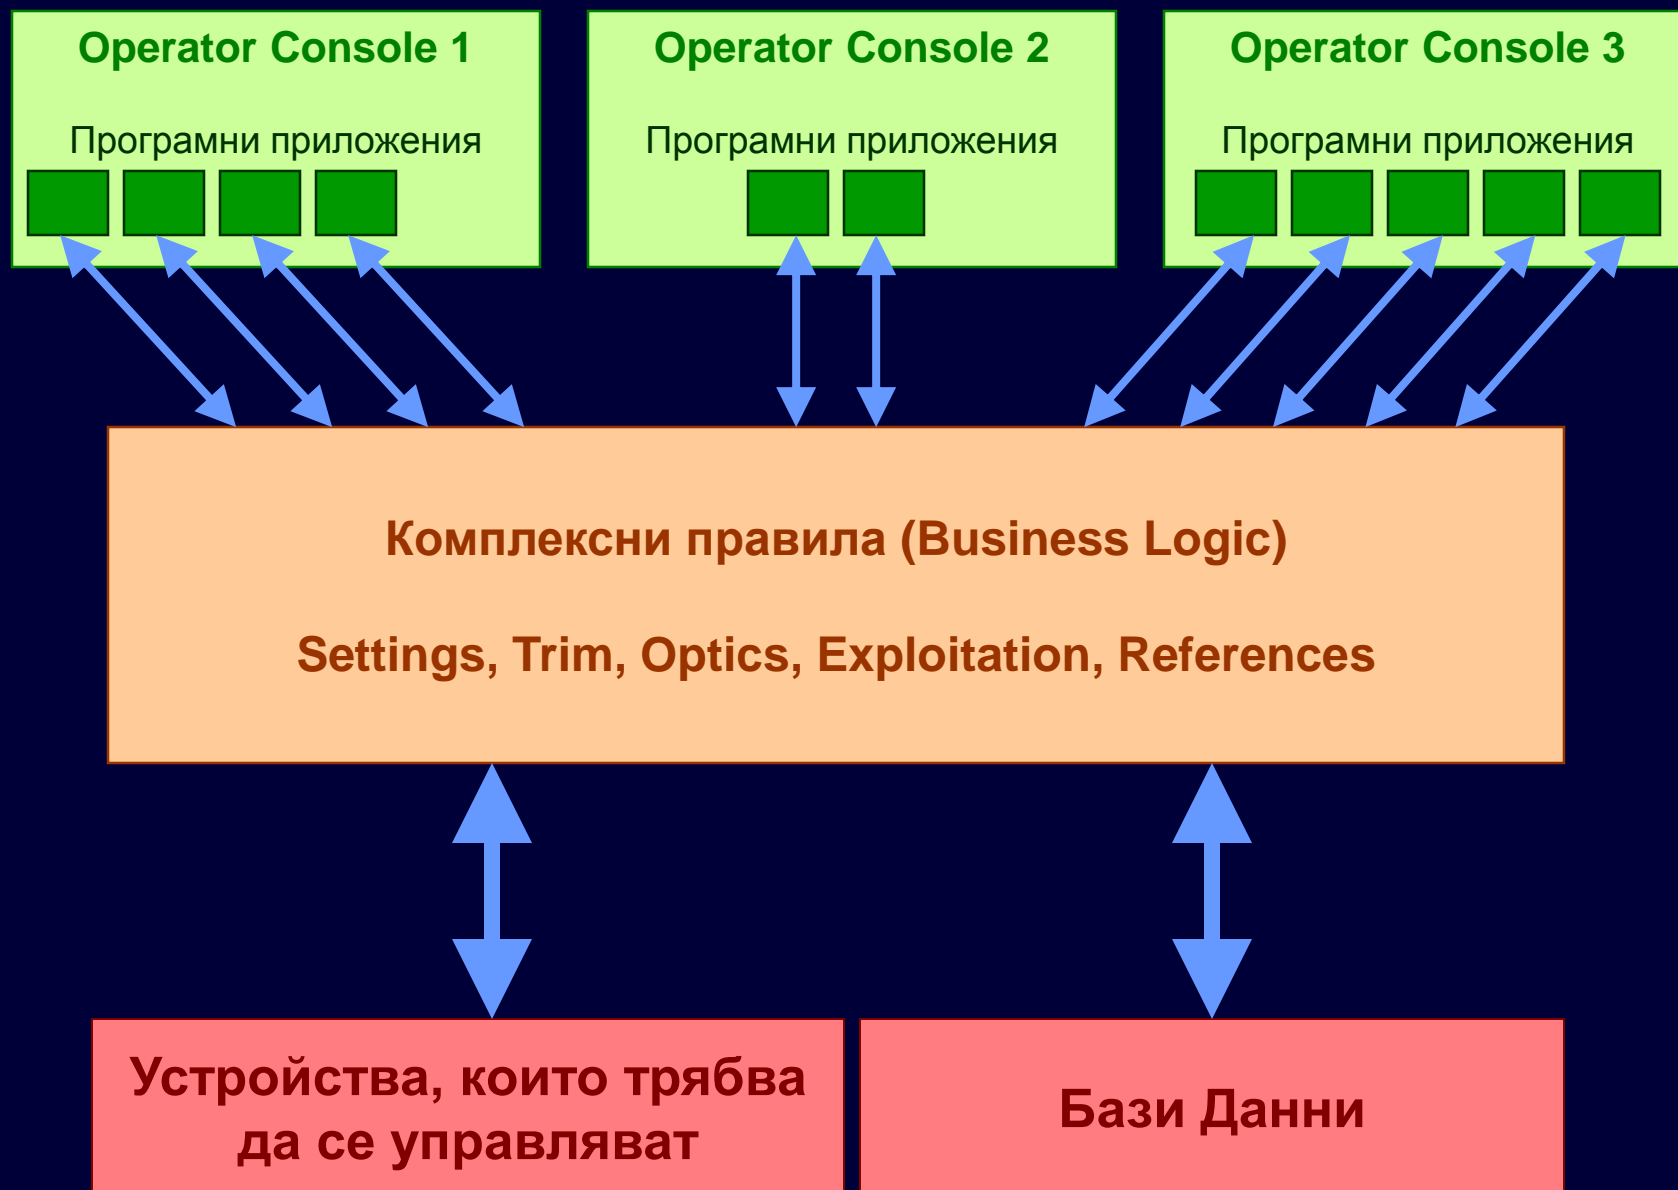 Operator Console 1
Програмни приложения
Operator Console 2
Програмни приложения
Operator Console 3
Програмни приложения
Комплексни правила (Business Logic)
Settings, Trim, Optics, Exploitation, References
Устройства, които трябва
да се управляват
Бази Данни